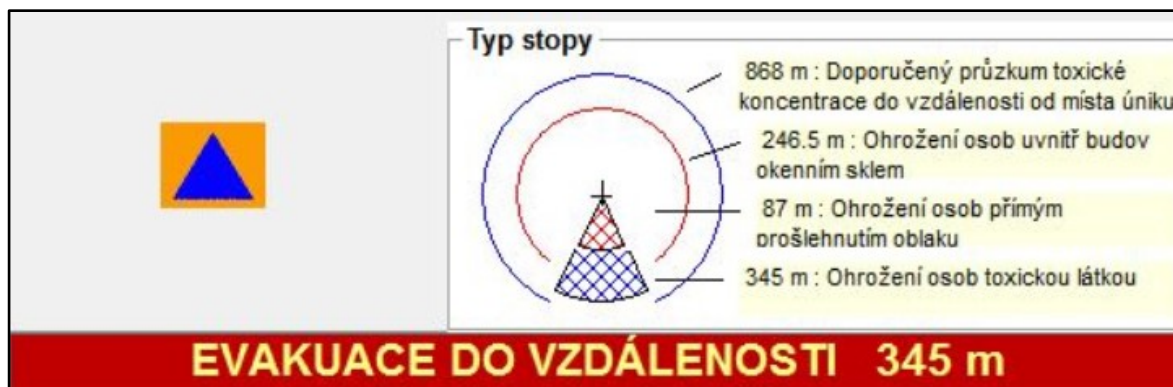 Typ stopy
868 m : Doporučený průzkum toxické
koncentrace do vzdálenosti od místa úniku
246.5 m : Ohrožení osob uvnitř budov
okenním sklem
87 m : Ohrožení osob přímým
prošlehnutím oblaku
345 m : Ohrožení osob toxickou látkou
EVAKUACE DO VZDÁLENOSTI 345 m